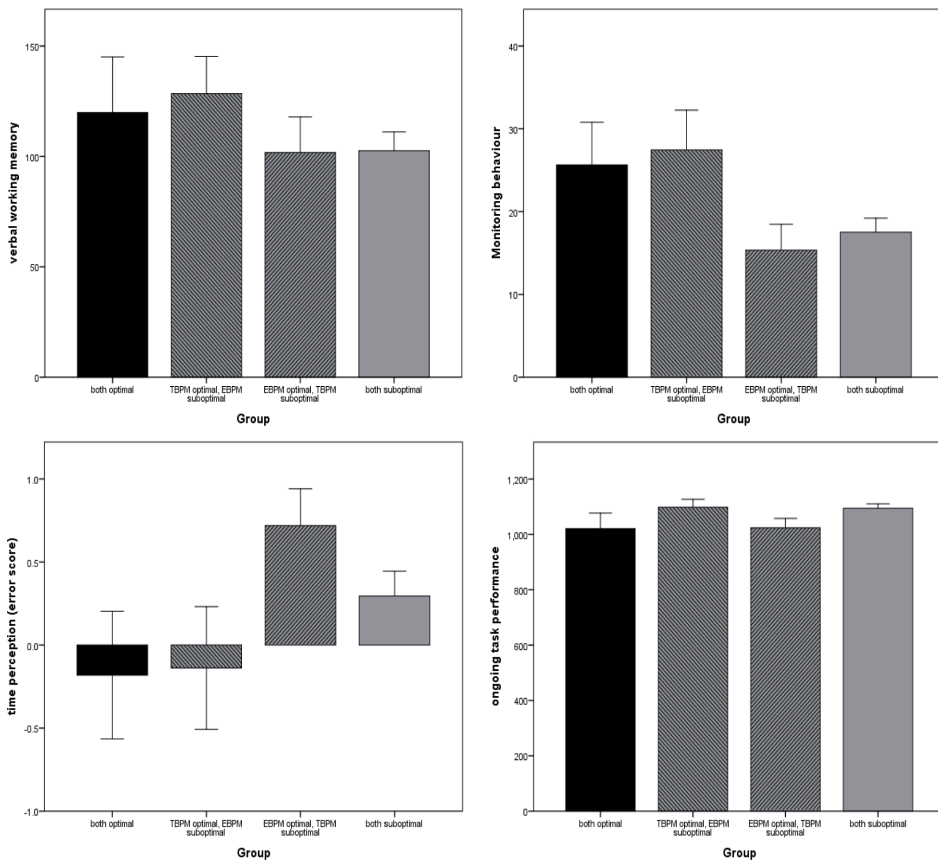 verbal working memory
150
100
50
0
both optimal
TBPM optimal, EBPM
suboptimal
EBPM optimal, TBPM
suboptimal
both suboptimal
Group
Monitoring behaviour
40
30
20
10
0
both optimal
TBPM optimal, EBPM
suboptimal
EBPM optimal, TBPM
suboptimal
both suboptimal
Group
time perception (error score)
1.0
0.5
0.0
-0.5
-1.0
both optimal
TBPM optimal, EBPM
suboptimal
EBPM optimal, TBPM
suboptimal
both suboptimal
Group
ongoing task performance
1,200
1,000
800
600
400
200
0
both optimal
TBPM optimal, EBPM
suboptimal
EBPM optimal, TBPM
suboptimal
both suboptimal
Group